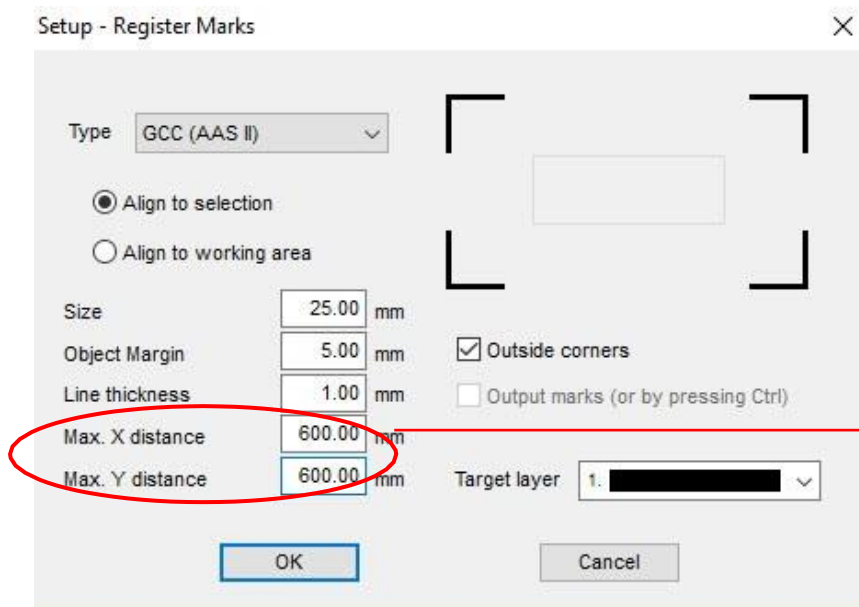 Setup - Register Marks
Type GCC (AAS II)
Align to selection
Align to working area
Size 25.00 mm
Object Margin 5.00 mm
Line thickness 1.00 mm
Max. X distance 600.00 mm
Max. Y distance 600.00 mm
Outside corners
Output marks (or by pressing Ctrl)
Target layer 1.
OK Cancel